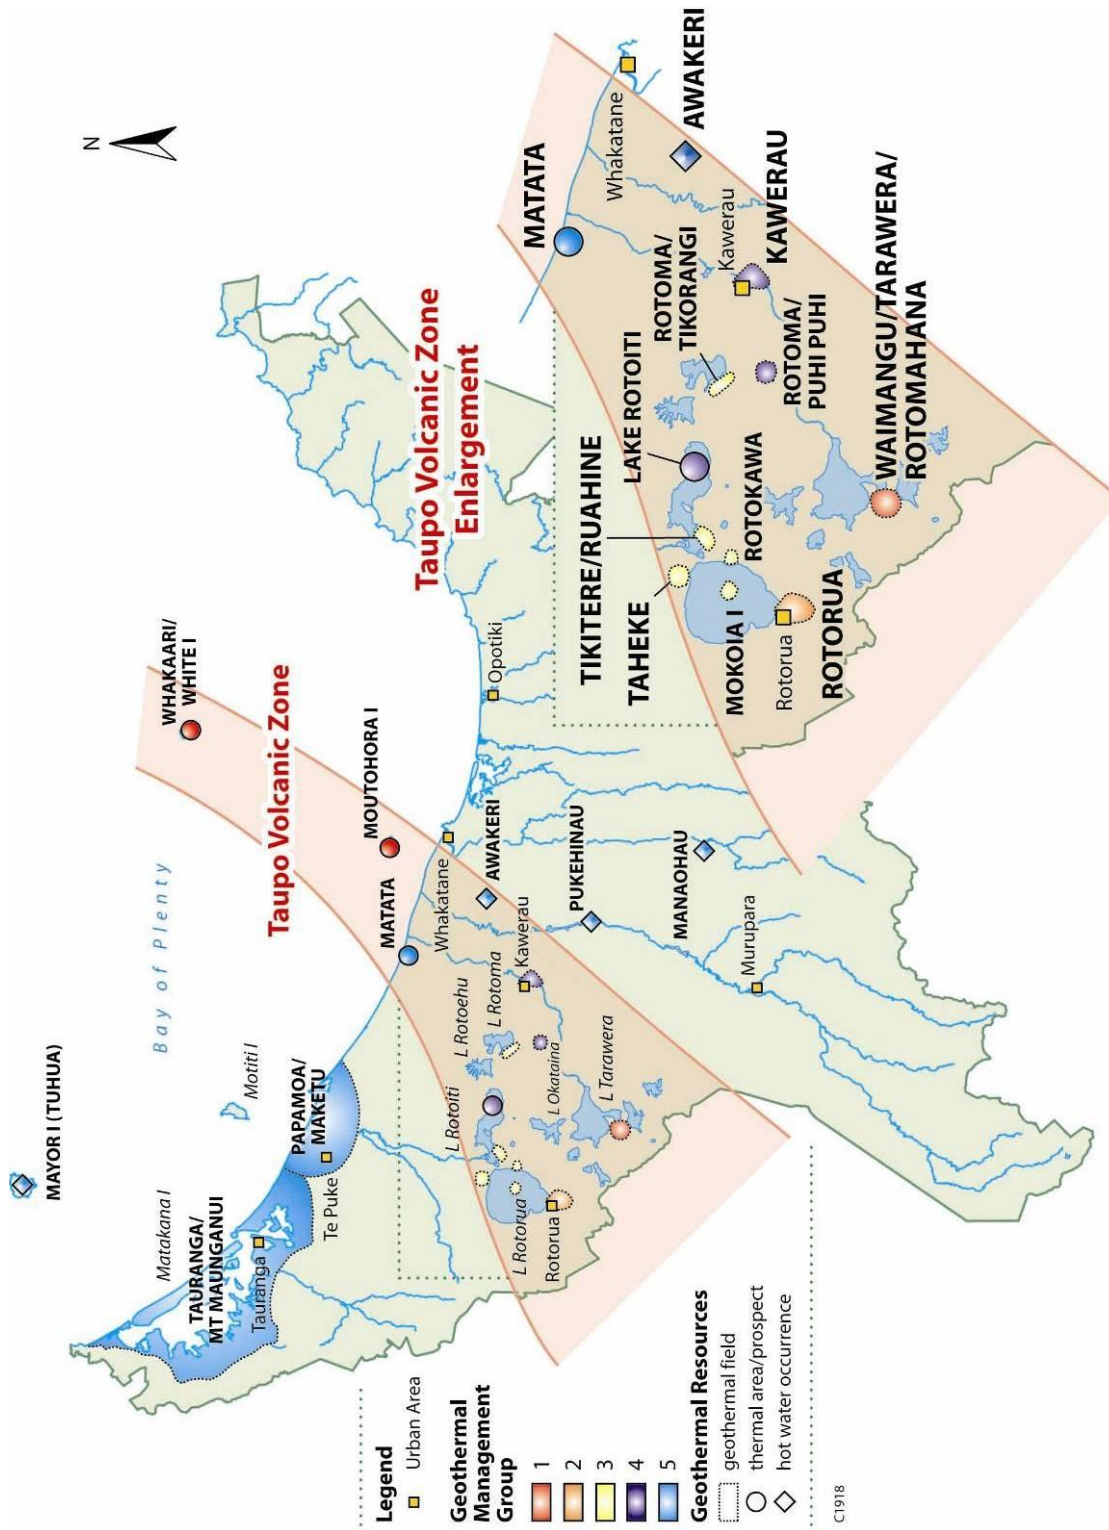 N
MAYOR I (TUHUA)
Bay of Plenty
WHAKAARI/
WHITE I
Taupo Volcanic Zone
Matakana I
Motiti I
MOUTOHORA I
TAURANGA/
MT MAUNGANUI
Tauranga
PAPAMOA/
MAKETU
Te Puke
MATATA
Whakatane
Opotiki
AWAKERI
L Rotoiti
L Rotoehu
L Rotoma
Kawerau
L Rotorua
Rotorua
L Okataina
L Tarawera
PUKEHINAU
MANAOHAU
Murupara
Taupo Volcanic Zone
Enlargement
MATATA
Whakatane
AWAKERI
TIKITERE/RUAHINE
TAHEKE
LAKE ROTOITI
ROTOMA/
TIKORANGI
Kawerau
KAWERAU
MOKOIA I
ROTOKAWA
ROTOMA/
PUHI PUHI
Rotorua
ROTORUA
WAIMANGU/TARAWERA/
ROTOMAHANA
Legend
Urban Area
Geothermal
Management
Group
1
2
3
4
5
Geothermal Resources
geothermal field
thermal area/prospect
hot water occurrence
C1918